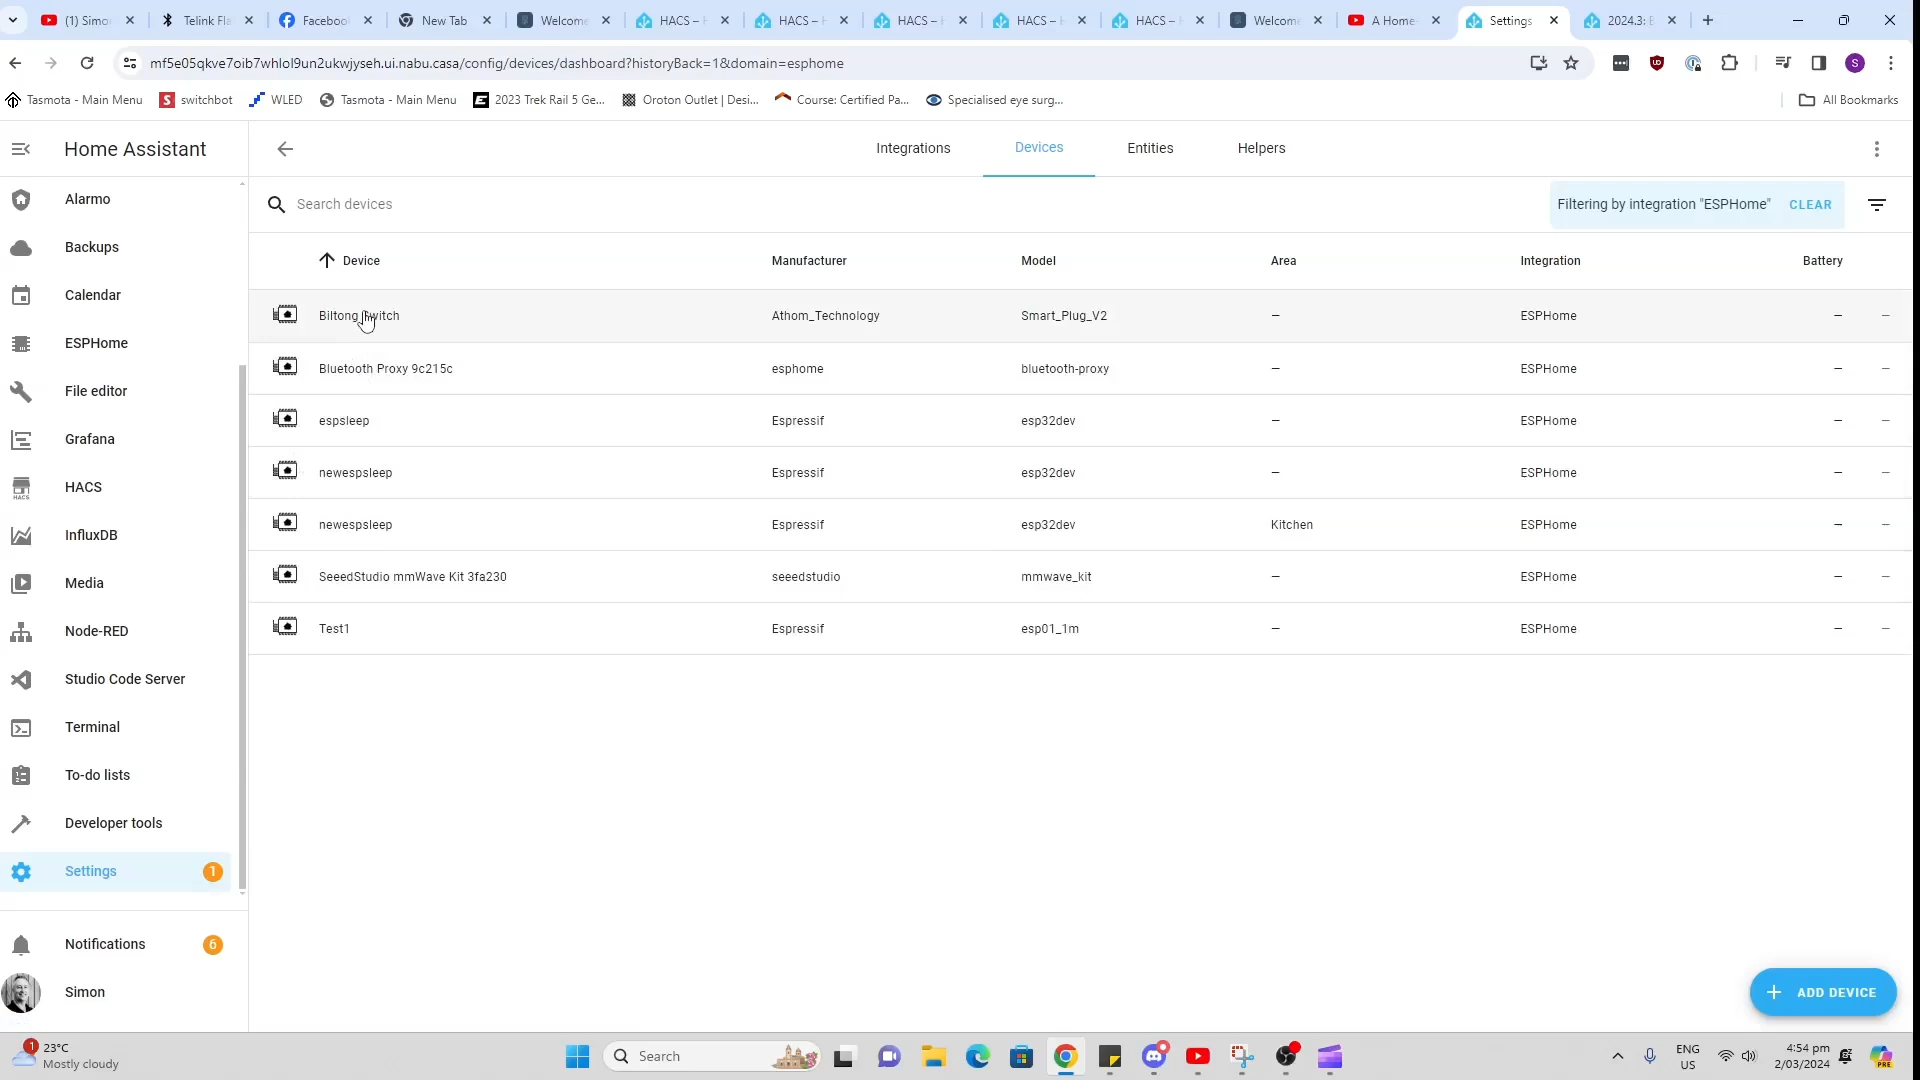 (1) Simo
Telink Fla
Faceboo
New Tab
Welcome
HACS – H
HACS – H
HACS – H
HACS – H
HACS – H
Welcome
A Home
Settings
2024.3: B
mf5e05qkve7oib7whlol9un2ukwjyseh.ui.nabu.casa/config/devices/dashboard?historyBack=1&domain=esphome
S
Tasmota - Main Menu
switchbot
WLED
Tasmota - Main Menu
2023 Trek Rail 5 Ge...
Oroton Outlet | Desi...
Course: Certified Pa...
Specialised eye surg...
All Bookmarks
Home Assistant
Integrations
Devices
Entities
Helpers
Search devices
Filtering by integration "ESPHome" CLEAR
Alarmo
Backups
Calendar
ESPHome
File editor
Grafana
HACS
InfluxDB
Media
Node-RED
Studio Code Server
Terminal
To-do lists
Developer tools
Settings 1
Notifications 6
Simon
Device Manufacturer Model Area Integration Battery
Biltong Switch Athom_Technology Smart_Plug_V2 — ESPHome — —
Bluetooth Proxy 9c215c esphome bluetooth-proxy — ESPHome — —
espsleep Espressif esp32dev — ESPHome — —
newespsleep Espressif esp32dev — ESPHome — —
newespsleep Espressif esp32dev Kitchen ESPHome — —
SeeedStudio mmWave Kit 3fa230 seeedstudio mmwave_kit — ESPHome — —
Test1 Espressif esp01_1m — ESPHome — —
+ ADD DEVICE
1
23°C
Mostly cloudy
Search
ENG
US
4:54 pm
2/03/2024
PRE